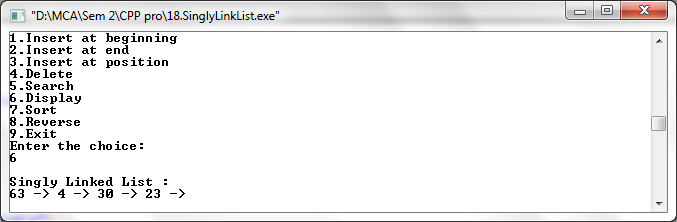 "D:\MCA\Sem 2\CPP pro\18.SinglyLinkList.exe"
1.Insert at beginning
2.Insert at end
3.Insert at position
4.Delete
5.Search
6.Display
7.Sort
8.Reverse
9.Exit
Enter the choice:
6
Singly Linked List :
63 -> 4 -> 30 -> 23 ->